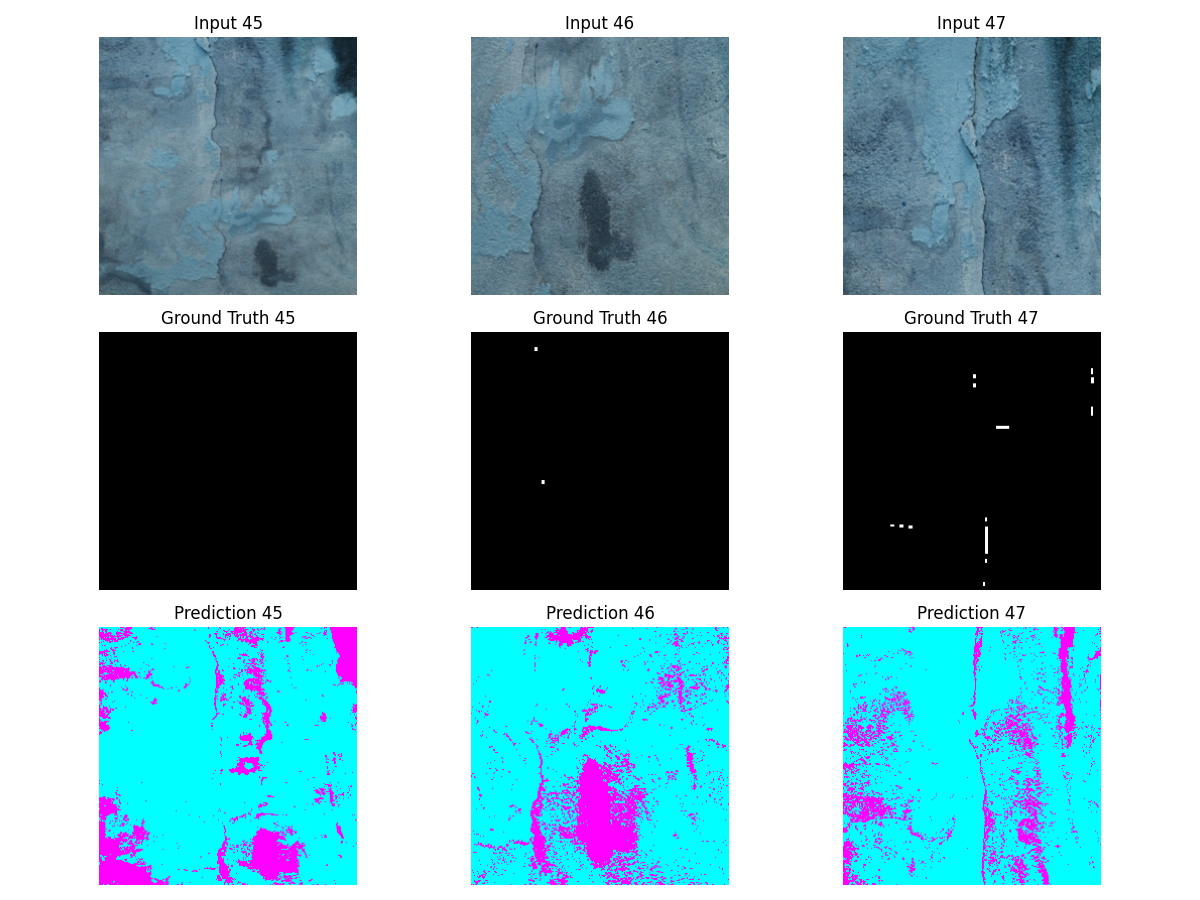 Input 45
Input 46
Input 47
Ground Truth 45
Ground Truth 46
Ground Truth 47
Prediction 45
Prediction 46
Prediction 47